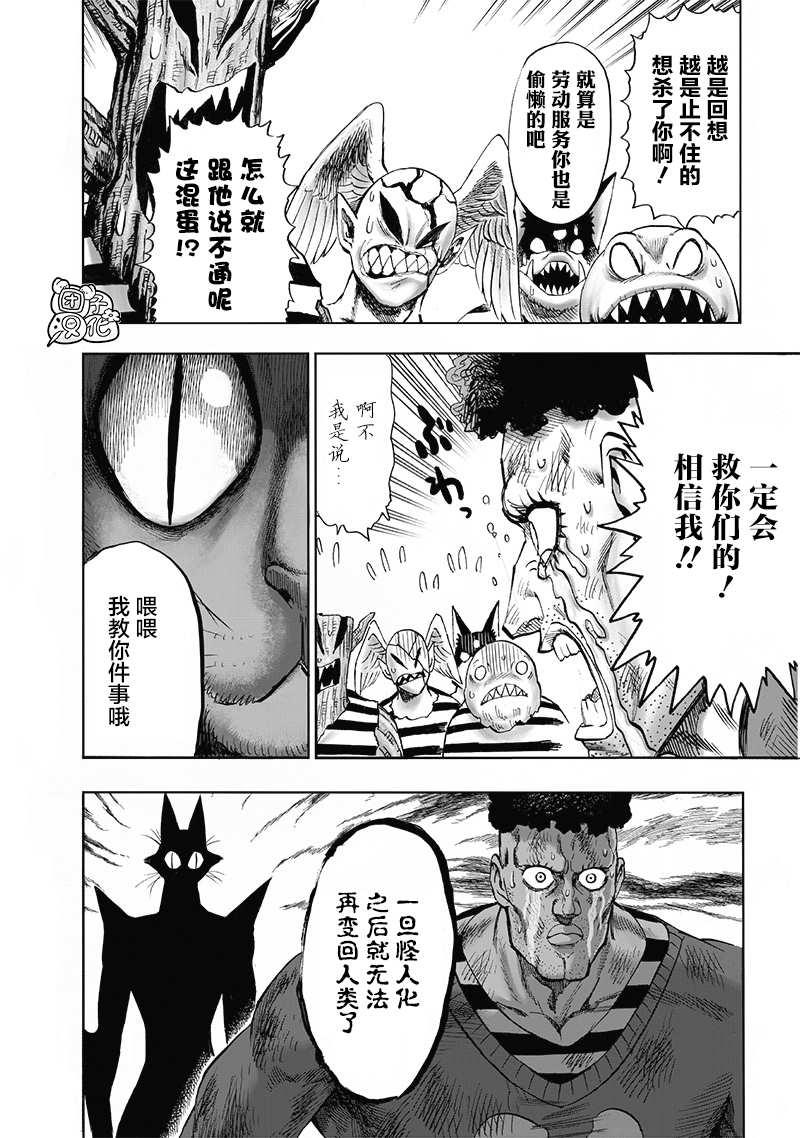 越是回想
越是止不住的
想杀了你啊！
就算是
劳动服务你也是
偷懒的吧
怎么就
跟他说不通呢
这混蛋!?
团子
汉化
一定会
救你们的！
相信我!!
ぶわっ
啊不
我是说…
喂喂
我教你件事哦
一旦怪人化
之后就无法
再变回人类了